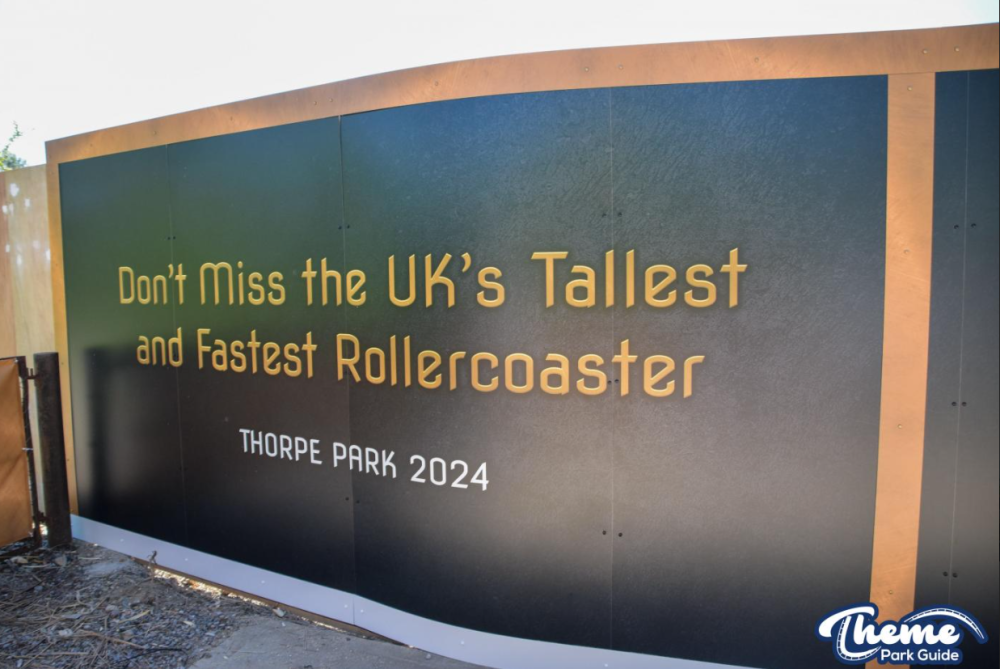 Don't Miss the UK's Tallest
and Fastest Rollercoaster
THORPE PARK 2024
Theme
Park Guide